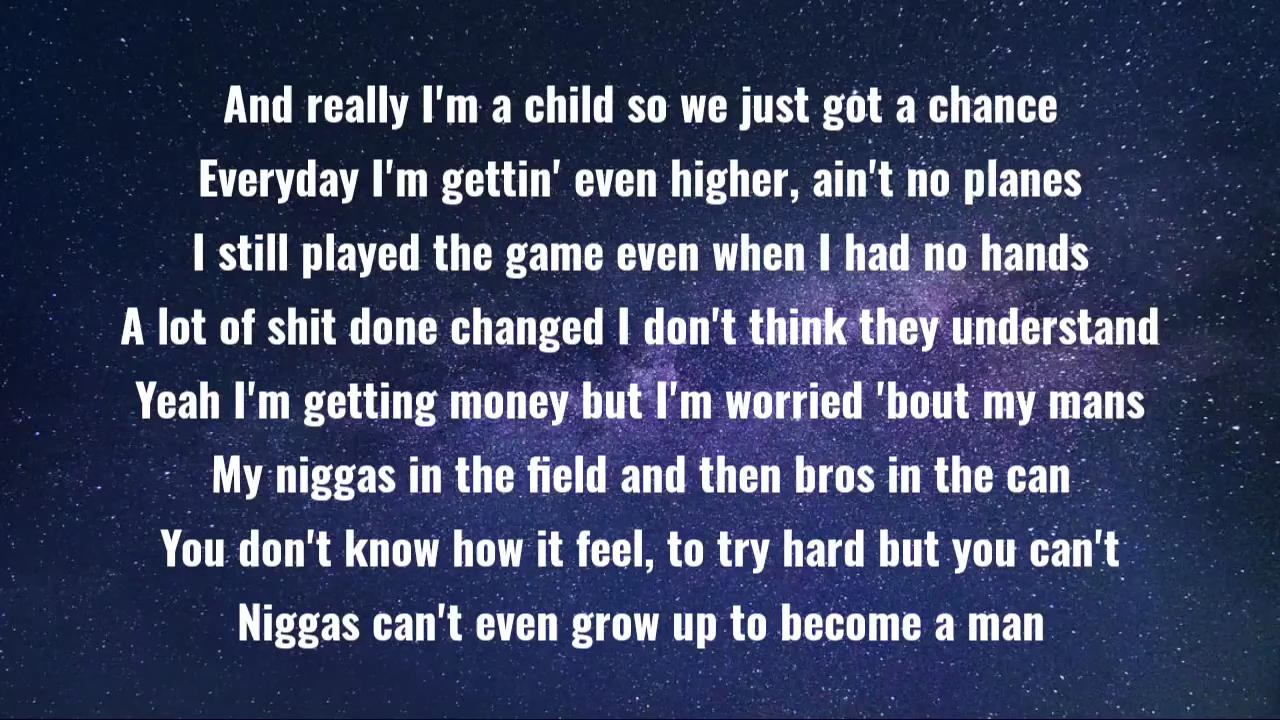 And really I'm a child so we just got a chance
Everyday I'm gettin' even higher, ain't no planes
I still played the game even when I had no hands
A lot of shit done changed I don't think they understand
Yeah I'm getting money but I'm worried 'bout my mans
My niggas in the field and then bros in the can
You don't know how it feel, to try hard but you can't
Niggas can't even grow up to become a man